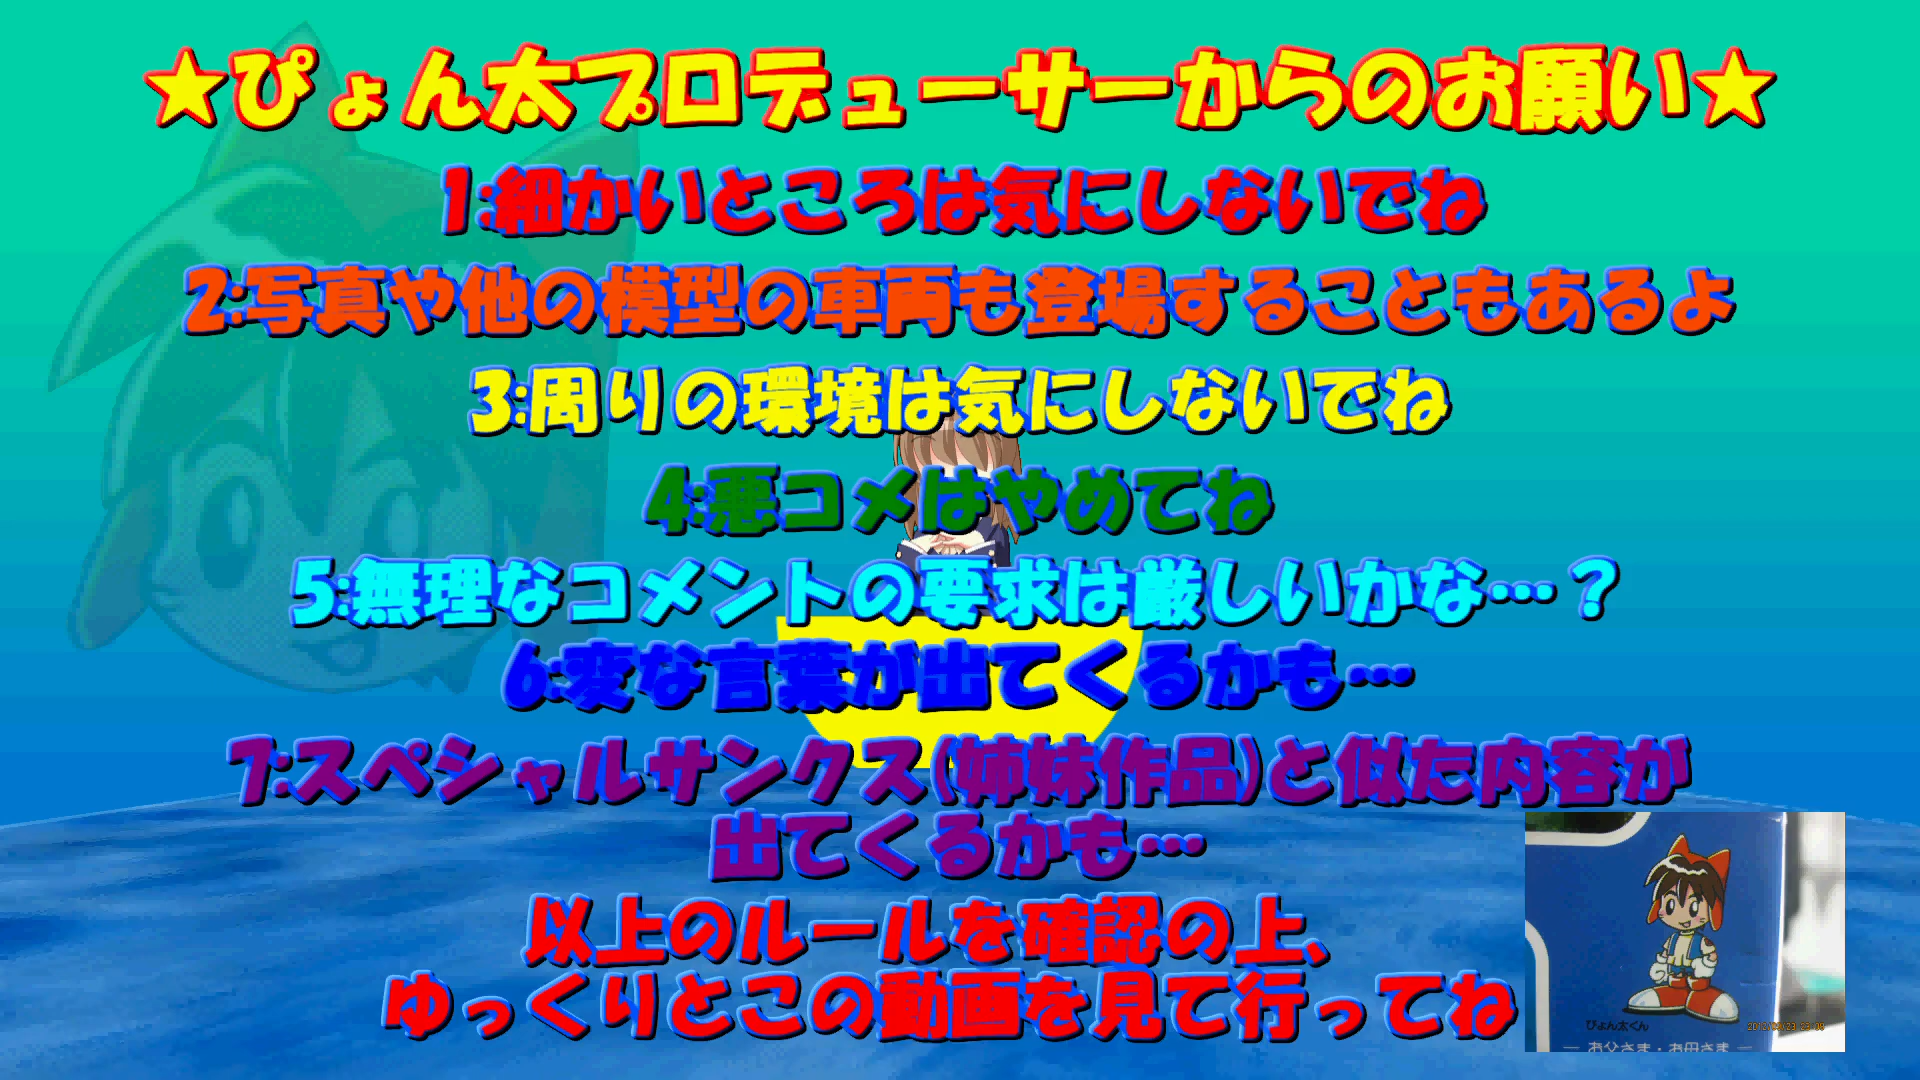 ★ぴょん太プロデューサーからのお願い★
1:細かいところは気にしないでね
2:写真や他の模型の車両も登場することもあるよ
3:周りの環境は気にしないでね
4:悪コメはやめてね
5:無理なコメントの要求は厳しいかな…？
6:変な言葉が出てくるかも…
7:スペシャルサンクス(姉妹作品)と似た内容が
出てくるかも…
以上のルールを確認の上、
ゆっくりとこの動画を見て行ってね
ぴょん太くん
― お父さま・お母さま ―